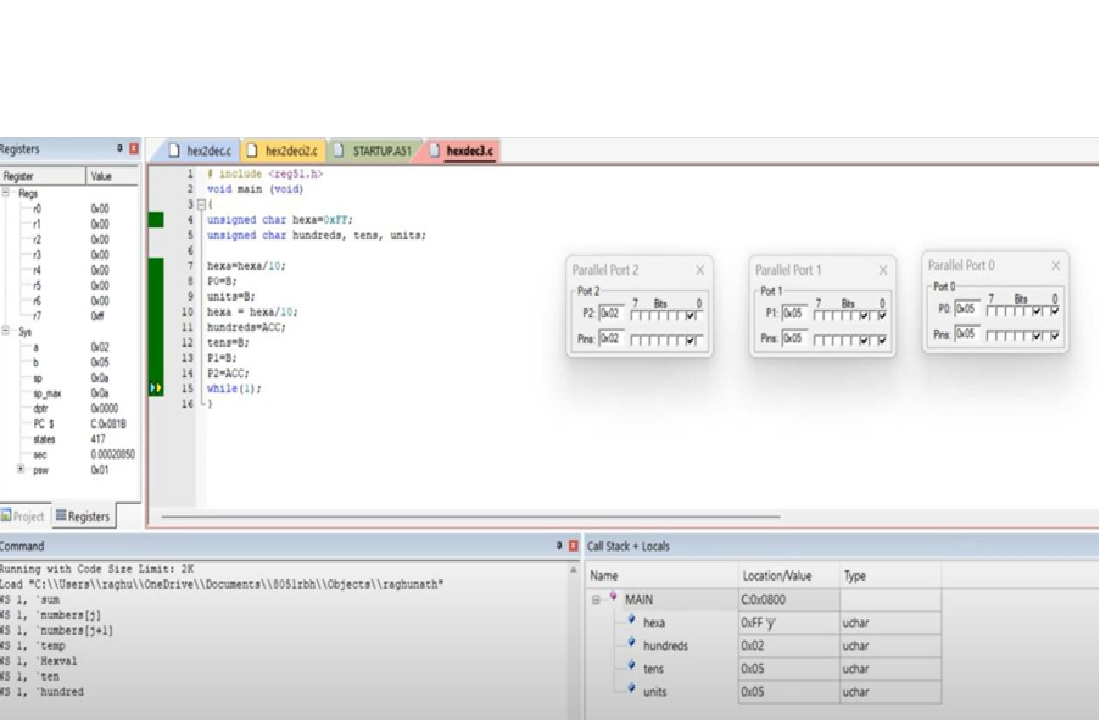 Registers
Register Value
Regs
r0 0x00
r1 0x00
r2 0x00
r3 0x00
r4 0x00
r5 0x00
r6 0x00
r7 0xff
Sys
a 0x02
b 0x05
sp 0x0a
sp_max 0x0a
dptr 0x0000
PC $ C:0x081B
states 417
sec 0.00020850
psw 0x01
Project Registers
hex2dec.c hex2deci2.c STARTUP.A51 hexdec3.c
1 # include <reg51.h>
2 void main (void)
3 {
4 unsigned char hexa=0xFF;
5 unsigned char hundreds, tens, units;
6
7 hexa=hexa/10;
8 P0=B;
9 units=B;
10 hexa = hexa/10;
11 hundreds=ACC;
12 tens=B;
13 P1=B;
14 P2=ACC;
15 while(1);
16 }
Parallel Port 2
Port 2
7 Bits 0
P2: 0x02
Pins: 0x02
Parallel Port 1
Port 1
7 Bits 0
P1: 0x05
Pins: 0x05
Parallel Port 0
Port 0
7 Bits 0
P0: 0x05
Pins: 0x05
Command
Running with Code Size Limit: 2K
Load "C:\\Users\\raghu\\OneDrive\\Documents\\8051rbh\\Objects\\raghunath"
WS 1, `sum
WS 1, `numbers[j]
WS 1, `numbers[j+1]
WS 1, `temp
WS 1, `Hexval
WS 1, `ten
WS 1, `hundred
Call Stack + Locals
Name Location/Value Type
MAIN C:0x0800
hexa 0xFF 'ÿ' uchar
hundreds 0x02 uchar
tens 0x05 uchar
units 0x05 uchar